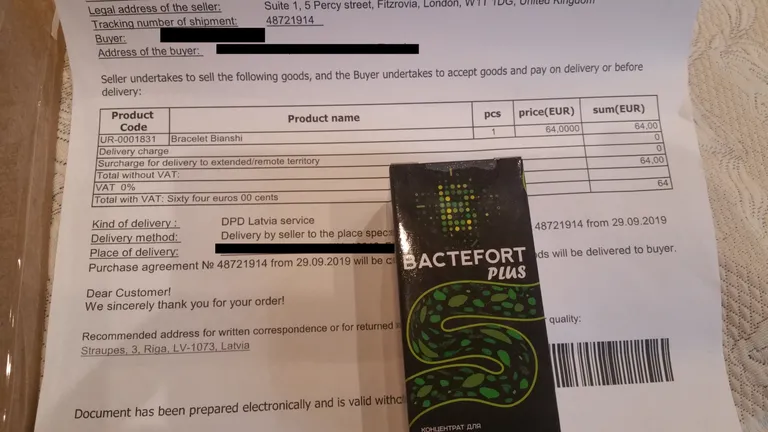 Legal address of the seller: Suite 1, 5 Percy street, Fitzrovia, London, W1T 1DG, United Kingdom
Tracking number of shipment: 48721914
Buyer:
Address of the buyer:
Seller undertakes to sell the following goods, and the Buyer undertakes to accept goods and pay on delivery or before
delivery:
Product Code Product name pcs price(EUR) sum(EUR)
UR-0001831 Bracelet Bianshi 1 64,0000 64,00
Delivery charge 0
Surcharge for delivery to extended/remote territory 0
Total without VAT: 64,00
VAT 0%
Total with VAT: Sixty four euros 00 cents 64
Kind of delivery : DPD Latvia service
Delivery method: Delivery by seller to the place 48721914 from 29.09.2019
Place of delivery:
Purchase agreement № 48721914 from 29.09.2019 will be will be delivered to buyer.
Dear Customer!
We sincerely thank you for your order!
Recommended address for written correspondence or for returned quality:
Straupes, 3, Riga, LV-1073, Latvia
Document has been prepared electronically and is valid
BACTEFORT
PLUS
КОНЦЕНТРАТ ДЛЯ